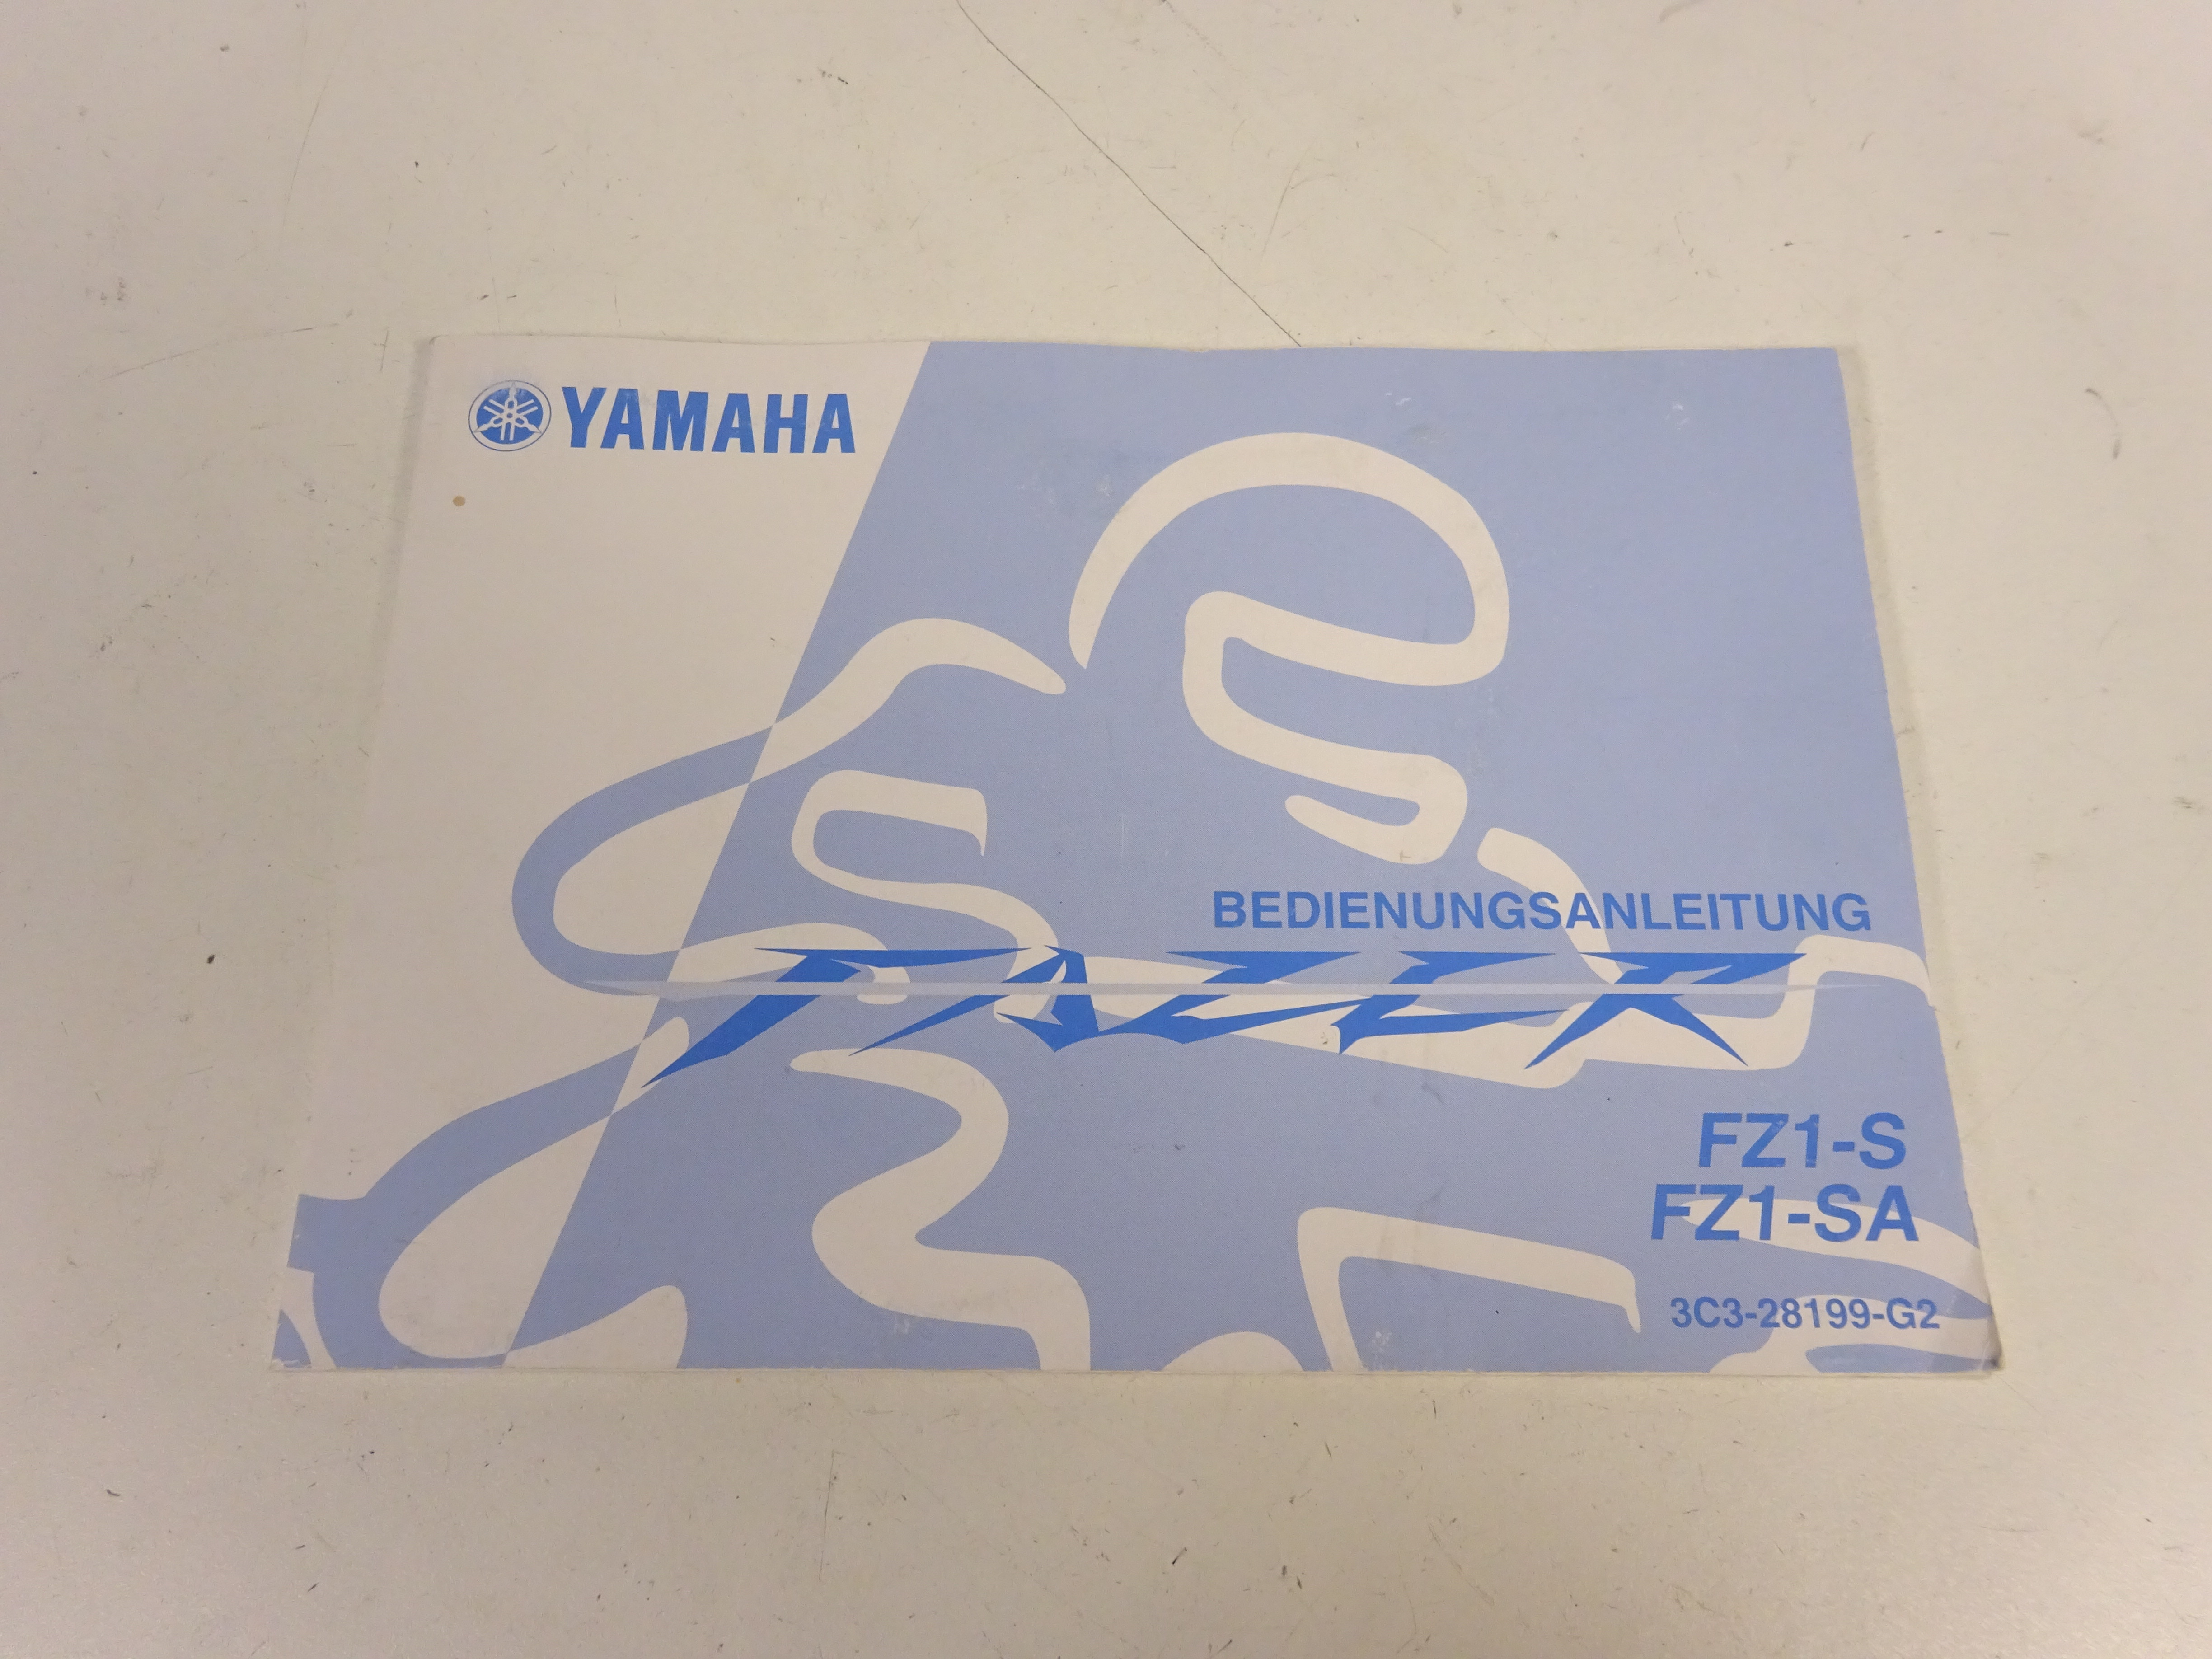 YAMAHA
BEDIENUNGSANLEITUNG
FAZER
FZ1-S
FZ1-SA
3C3-28199-G2